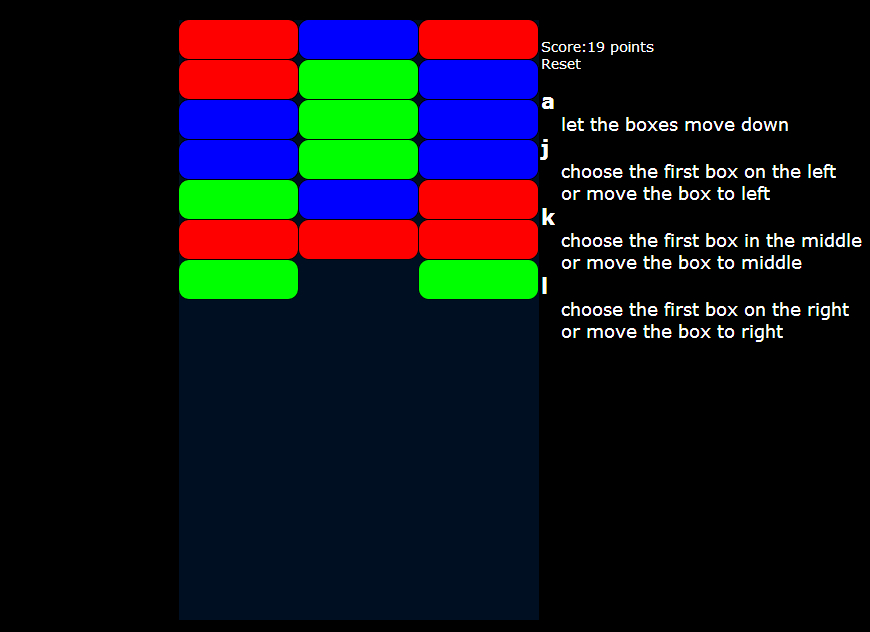 Score:19 points
Reset
a
let the boxes move down
j
choose the first box on the left
or move the box to left
k
choose the first box in the middle
or move the box to middle
l
choose the first box on the right
or move the box to right